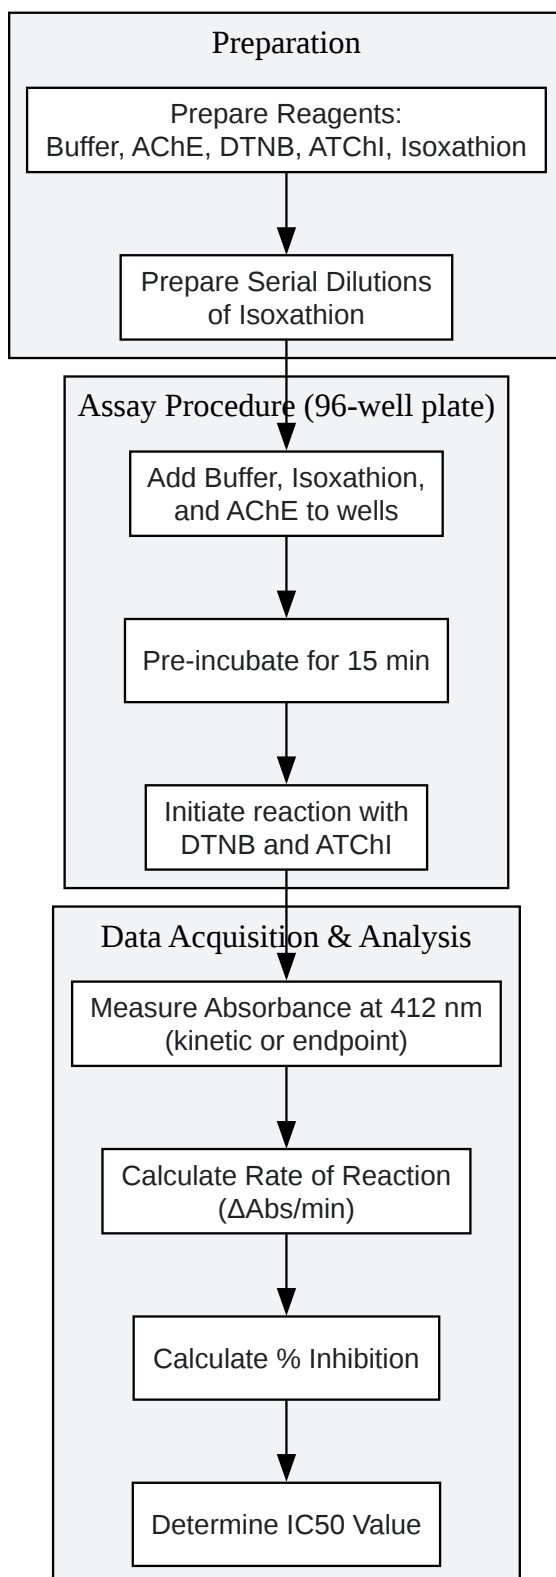 Preparation
Prepare Reagents:
Buffer, AChE, DTNB, ATChI, Isoxathion
Prepare Serial Dilutions
of Isoxathion
Assay Procedure (96-well plate)
Add Buffer, Isoxathion,
and AChE to wells
Pre-incubate for 15 min
Initiate reaction with
DTNB and ATChI
Data Acquisition & Analysis
Measure Absorbance at 412 nm
(kinetic or endpoint)
Calculate Rate of Reaction
(ΔAbs/min)
Calculate % Inhibition
Determine IC50 Value